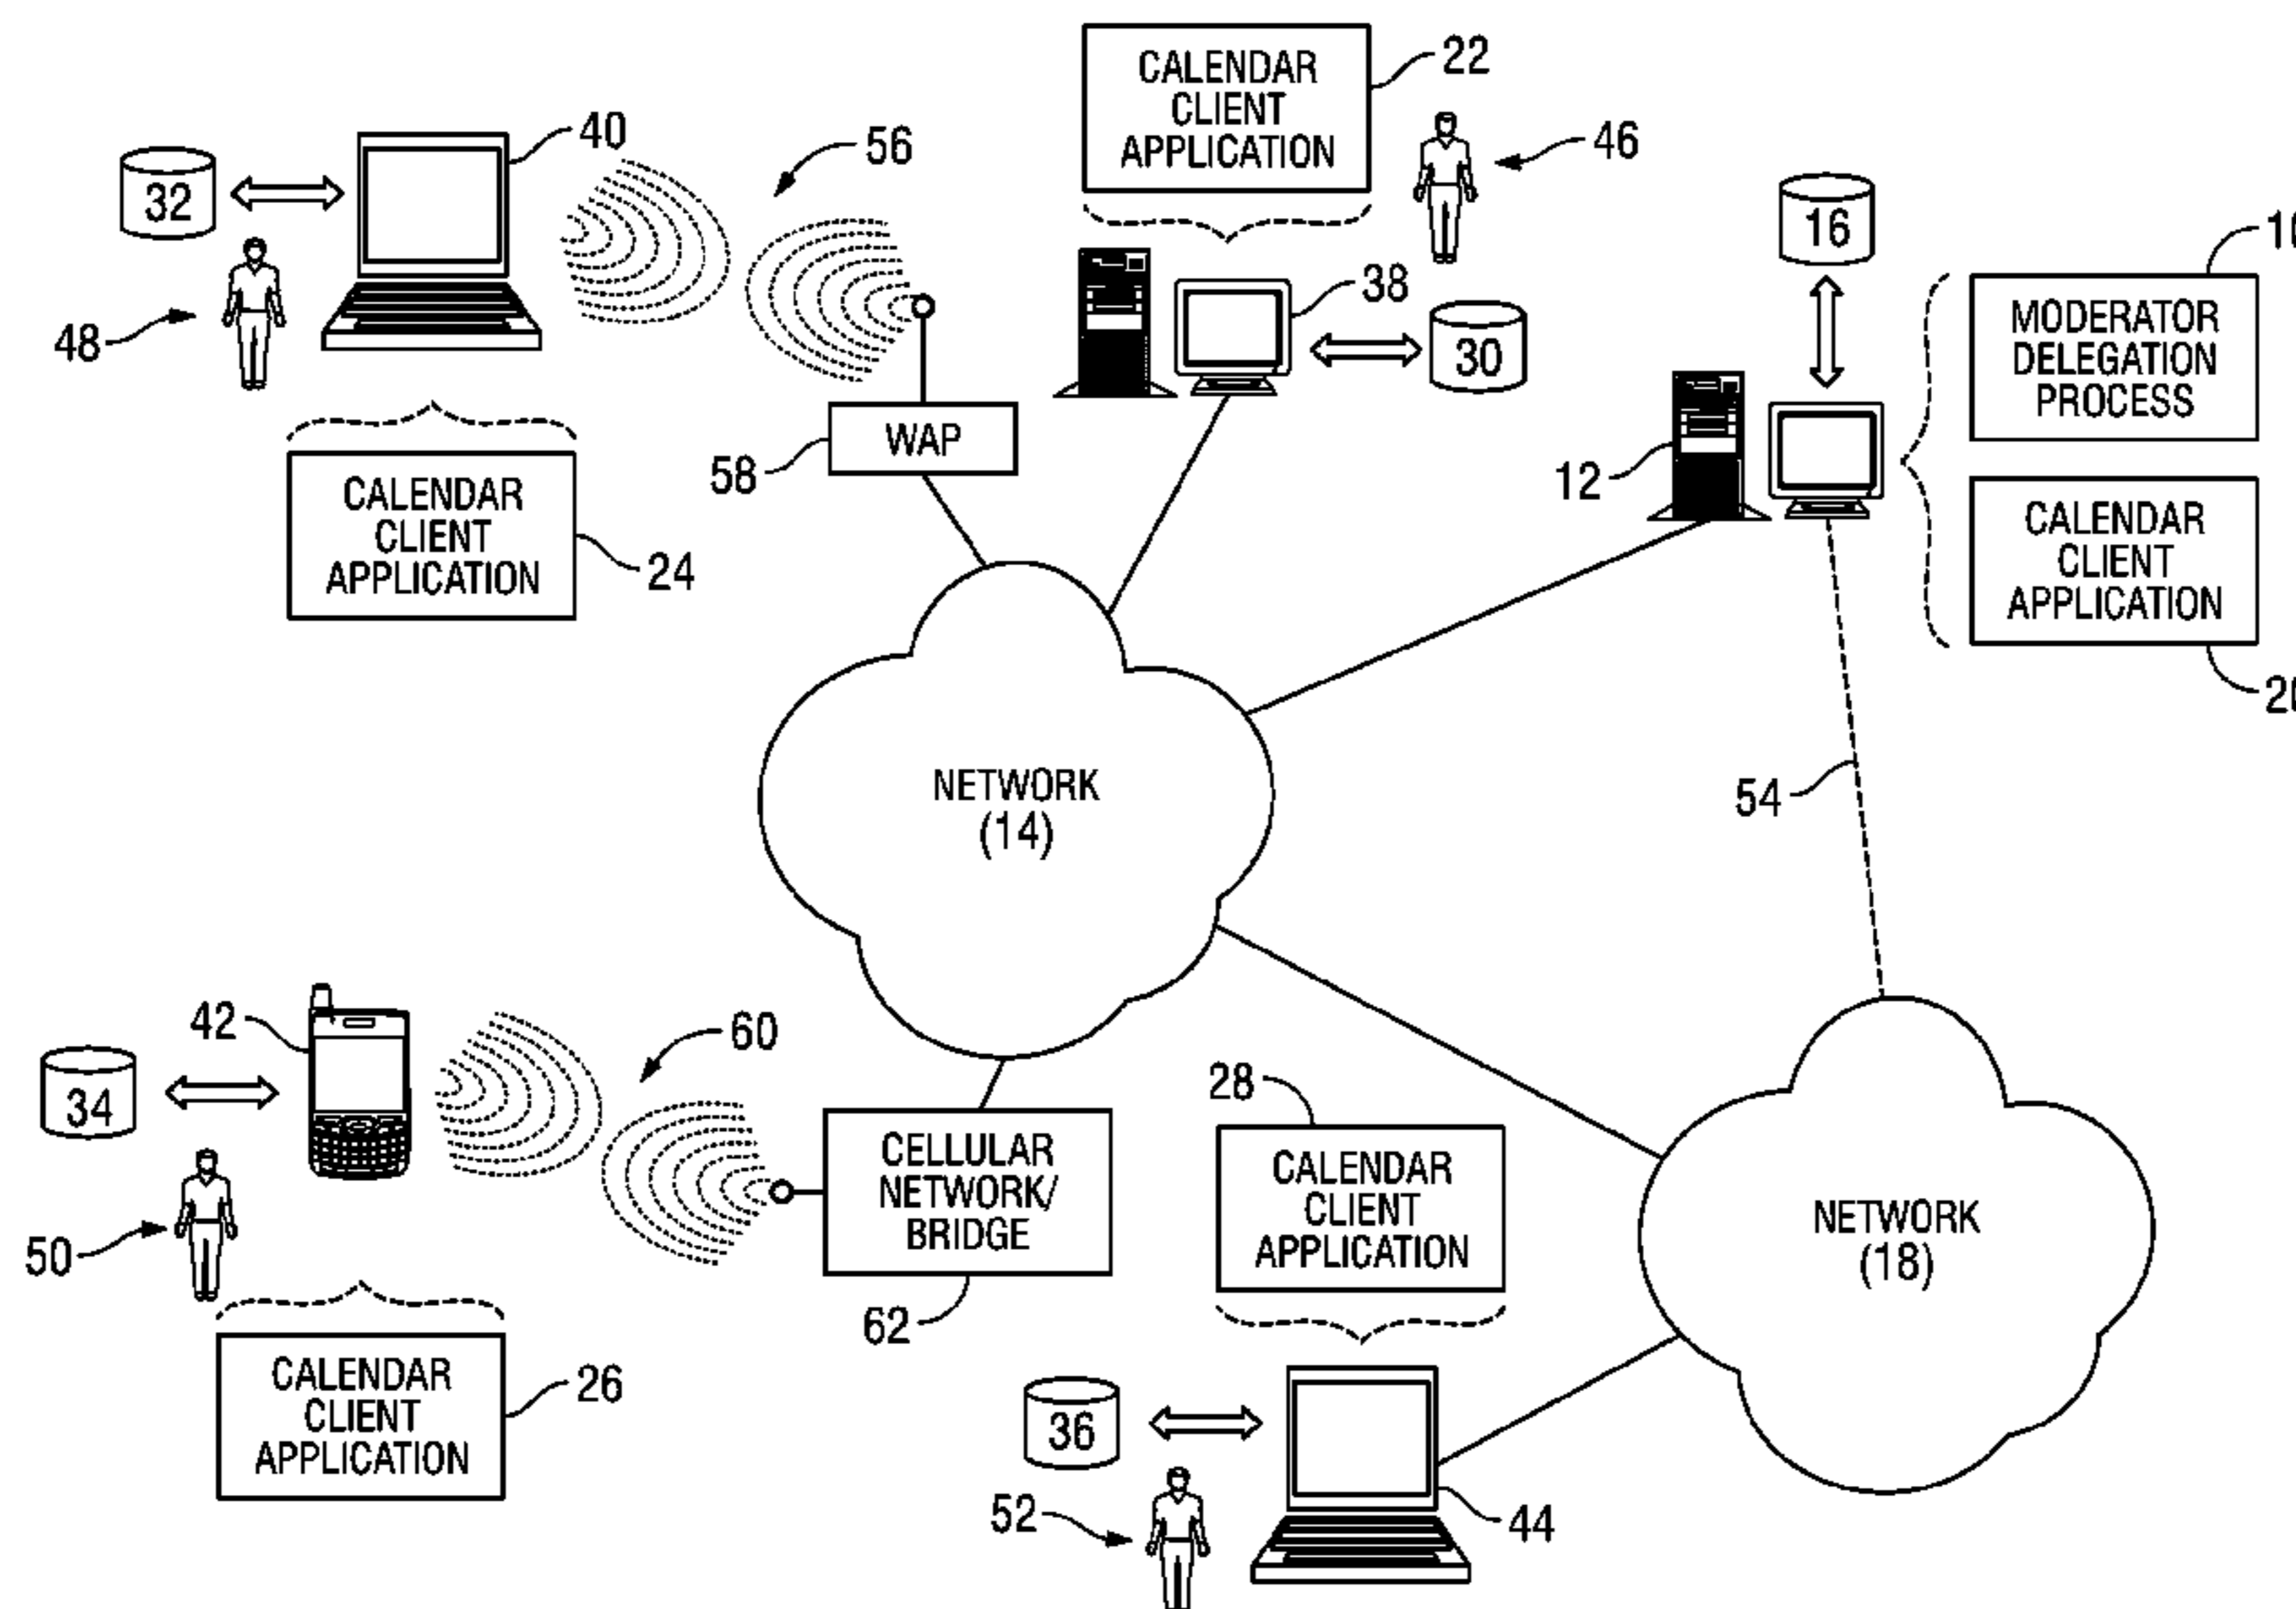 CALENDAR
CLIENT
APPLICATION
22
46
40
56
32
48
38
30
16
10
MODERATOR
DELEGATION
PROCESS
12
WAP
58
CALENDAR
CLIENT
APPLICATION
24
CALENDAR
CLIENT
APPLICATION
20
NETWORK
(14)
54
42
60
34
50
28
CALENDAR
CLIENT
APPLICATION
CELLULAR
NETWORK/
BRIDGE
62
NETWORK
(18)
CALENDAR
CLIENT
APPLICATION
26
36
52
44